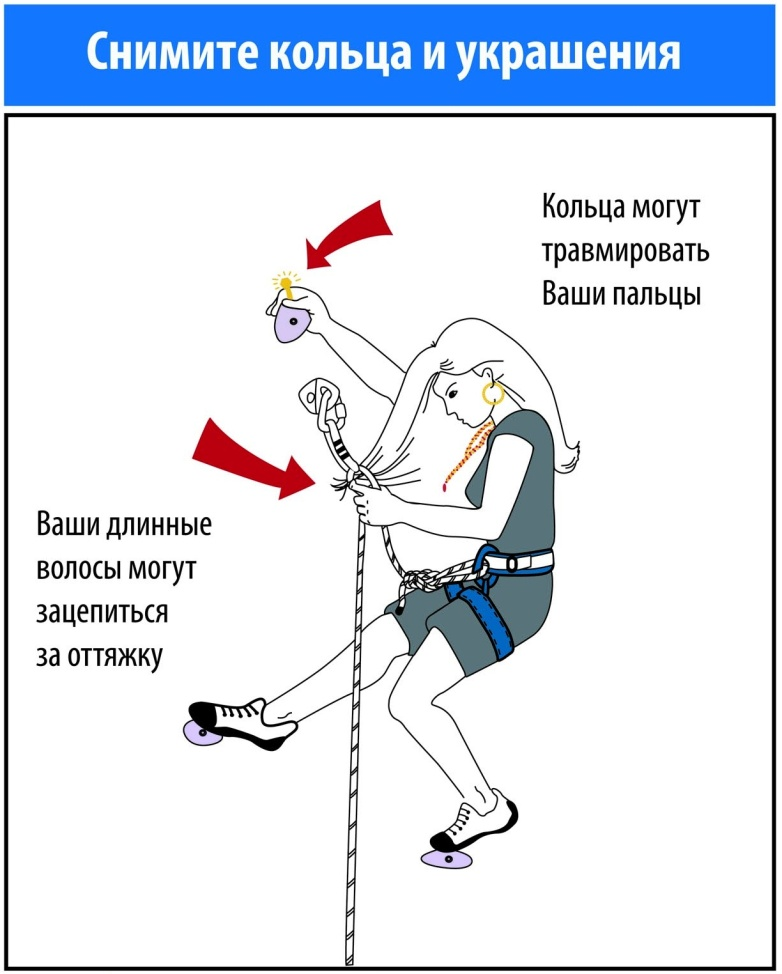 Снимите кольца и украшения
Кольца могут
травмировать
Ваши пальцы
Ваши длинные
волосы могут
зацепиться
за оттяжку